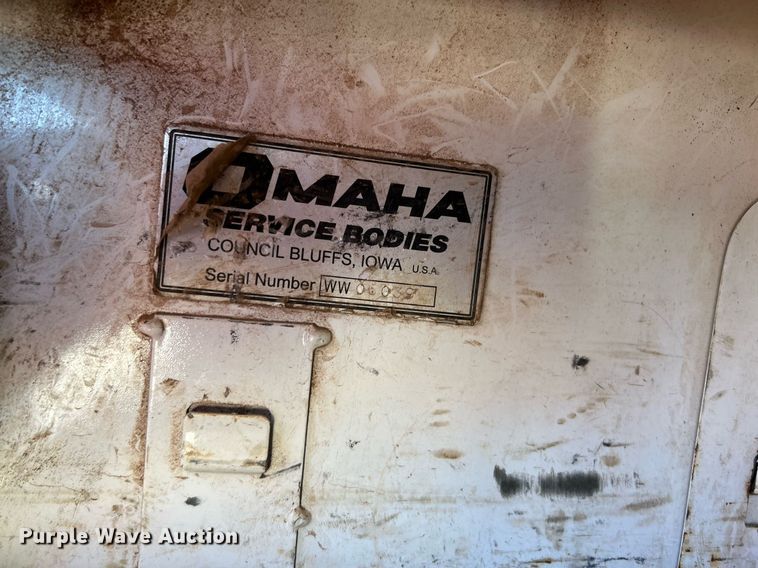 OMAHA
SERVICE BODIES
COUNCIL BLUFFS, IOWA U.S.A.
Serial Number WW
Purple Wave Auction